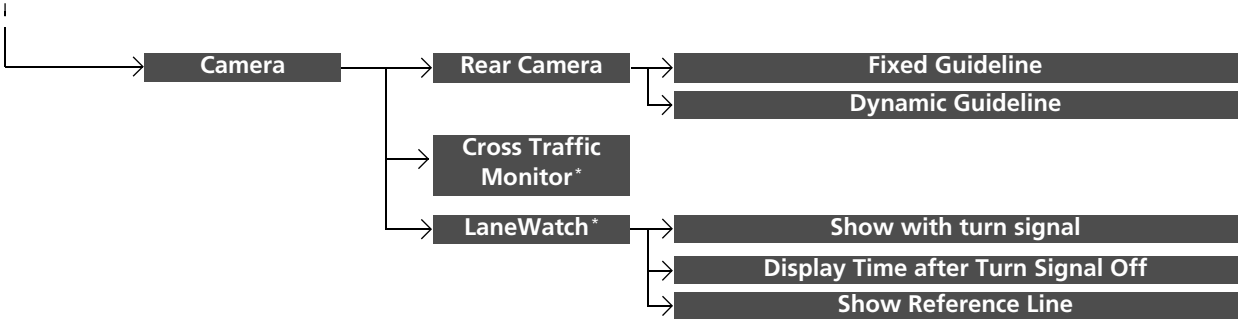 Camera
Rear Camera
Fixed Guideline
Dynamic Guideline
Cross Traffic
Monitor*
LaneWatch*
Show with turn signal
Display Time after Turn Signal Off
Show Reference Line